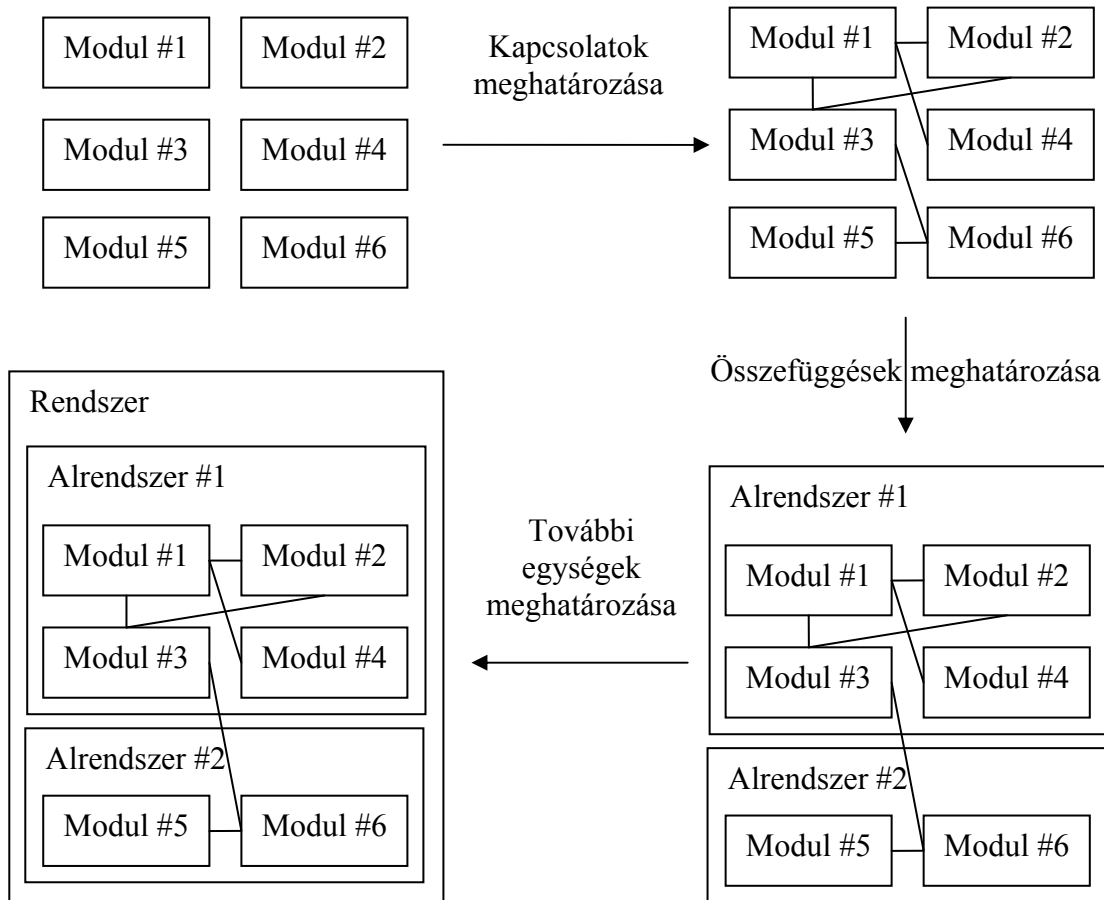 Modul #1
Modul #2
Modul #3
Modul #4
Modul #5
Modul #6
Kapcsolatok
meghatározása
Modul #1
Modul #2
Modul #3
Modul #4
Modul #5
Modul #6
Összefüggések meghatározása
Alrendszer #1
Modul #1
Modul #2
Modul #3
Modul #4
Alrendszer #2
Modul #5
Modul #6
További
egységek
meghatározása
Rendszer
Alrendszer #1
Modul #1
Modul #2
Modul #3
Modul #4
Alrendszer #2
Modul #5
Modul #6